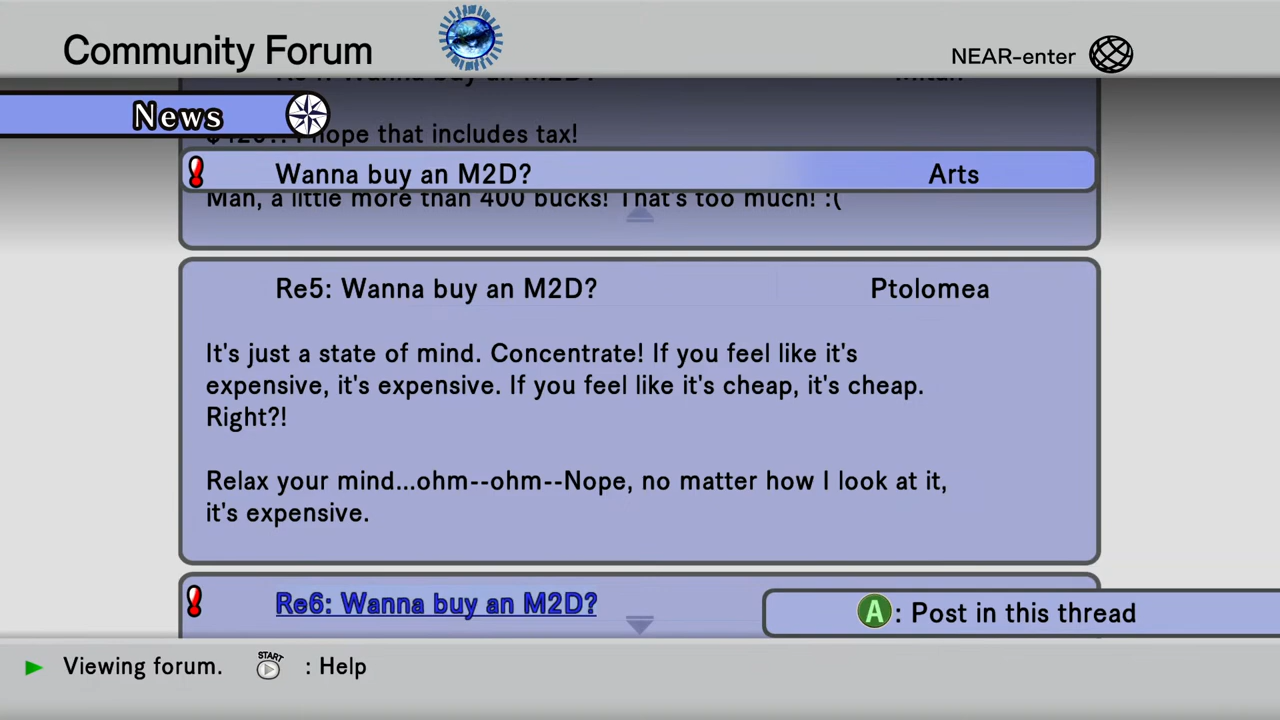 Community Forum
NEAR-enter
News
hope that includes tax!
Wanna buy an M2D? Arts
Man, a little more than 400 bucks! That's too much! :(
Re5: Wanna buy an M2D? Ptolomea
It's just a state of mind. Concentrate! If you feel like it's
expensive, it's expensive. If you feel like it's cheap, it's cheap.
Right?!
Relax your mind...ohm--ohm--Nope, no matter how I look at it,
it's expensive.
Re6: Wanna buy an M2D?
A : Post in this thread
Viewing forum. START : Help